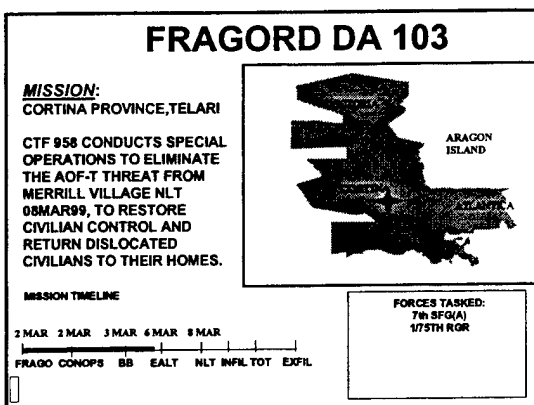 FRAGORD DA 103
MISSION:
CORTINA PROVINCE,TELARI
CTF 958 CONDUCTS SPECIAL
OPERATIONS TO ELIMINATE
THE AOF-T THREAT FROM
MERRILL VILLAGE NLT
08MAR99, TO RESTORE
CIVILIAN CONTROL AND
RETURN DISLOCATED
CIVILIANS TO THEIR HOMES.
ARAGON
ISLAND
MISSION TIMELINE
2 MAR 2 MAR 3 MAR 6 MAR 8 MAR
FRAGO CONOPS BB EALT NLT INFIL TOT EXFIL
FORCES TASKED:
7th SFG(A)
1/75TH RGR